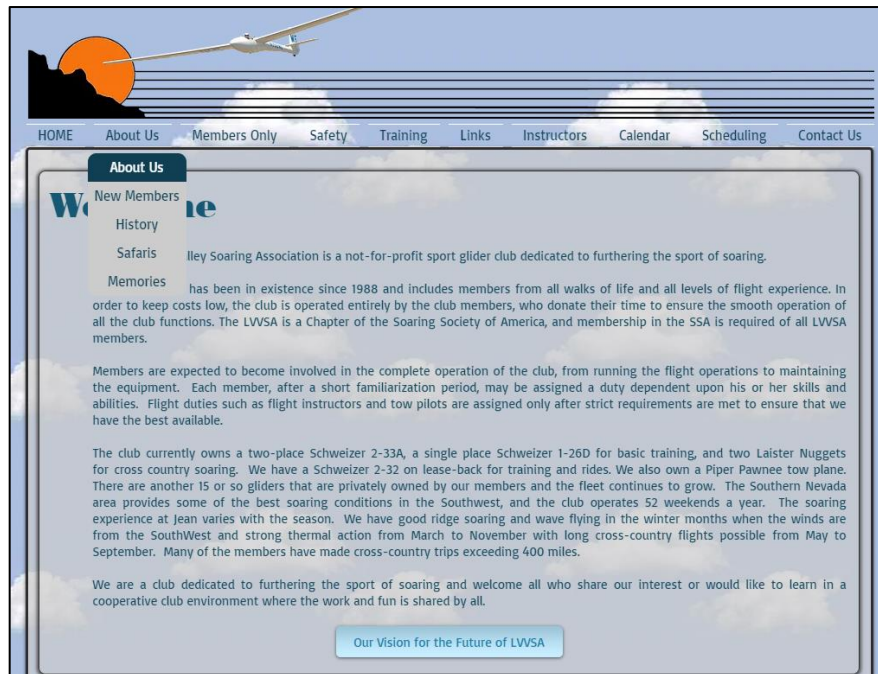 HOME About Us Members Only Safety Training Links Instructors Calendar Scheduling Contact Us
About Us
New Members
History
Safaris
Memories
We me
lley Soaring Association is a not-for-profit sport glider club dedicated to furthering the sport of soaring.
has been in existence since 1988 and includes members from all walks of life and all levels of flight experience. In
order to keep costs low, the club is operated entirely by the club members, who donate their time to ensure the smooth operation of
all the club functions. The LVVSA is a Chapter of the Soaring Society of America, and membership in the SSA is required of all LVVSA
members.
Members are expected to become involved in the complete operation of the club, from running the flight operations to maintaining
the equipment. Each member, after a short familiarization period, may be assigned a duty dependent upon his or her skills and
abilities. Flight duties such as flight instructors and tow pilots are assigned only after strict requirements are met to ensure that we
have the best available.
The club currently owns a two-place Schweizer 2-33A, a single place Schweizer 1-26D for basic training, and two Laister Nuggets
for cross country soaring. We have a Schweizer 2-32 on lease-back for training and rides. We also own a Piper Pawnee tow plane.
There are another 15 or so gliders that are privately owned by our members and the fleet continues to grow. The Southern Nevada
area provides some of the best soaring conditions in the Southwest, and the club operates 52 weekends a year. The soaring
experience at Jean varies with the season. We have good ridge soaring and wave flying in the winter months when the winds are
from the SouthWest and strong thermal action from March to November with long cross-country flights possible from May to
September. Many of the members have made cross-country trips exceeding 400 miles.
We are a club dedicated to furthering the sport of soaring and welcome all who share our interest or would like to learn in a
cooperative club environment where the work and fun is shared by all.
Our Vision for the Future of LVVSA